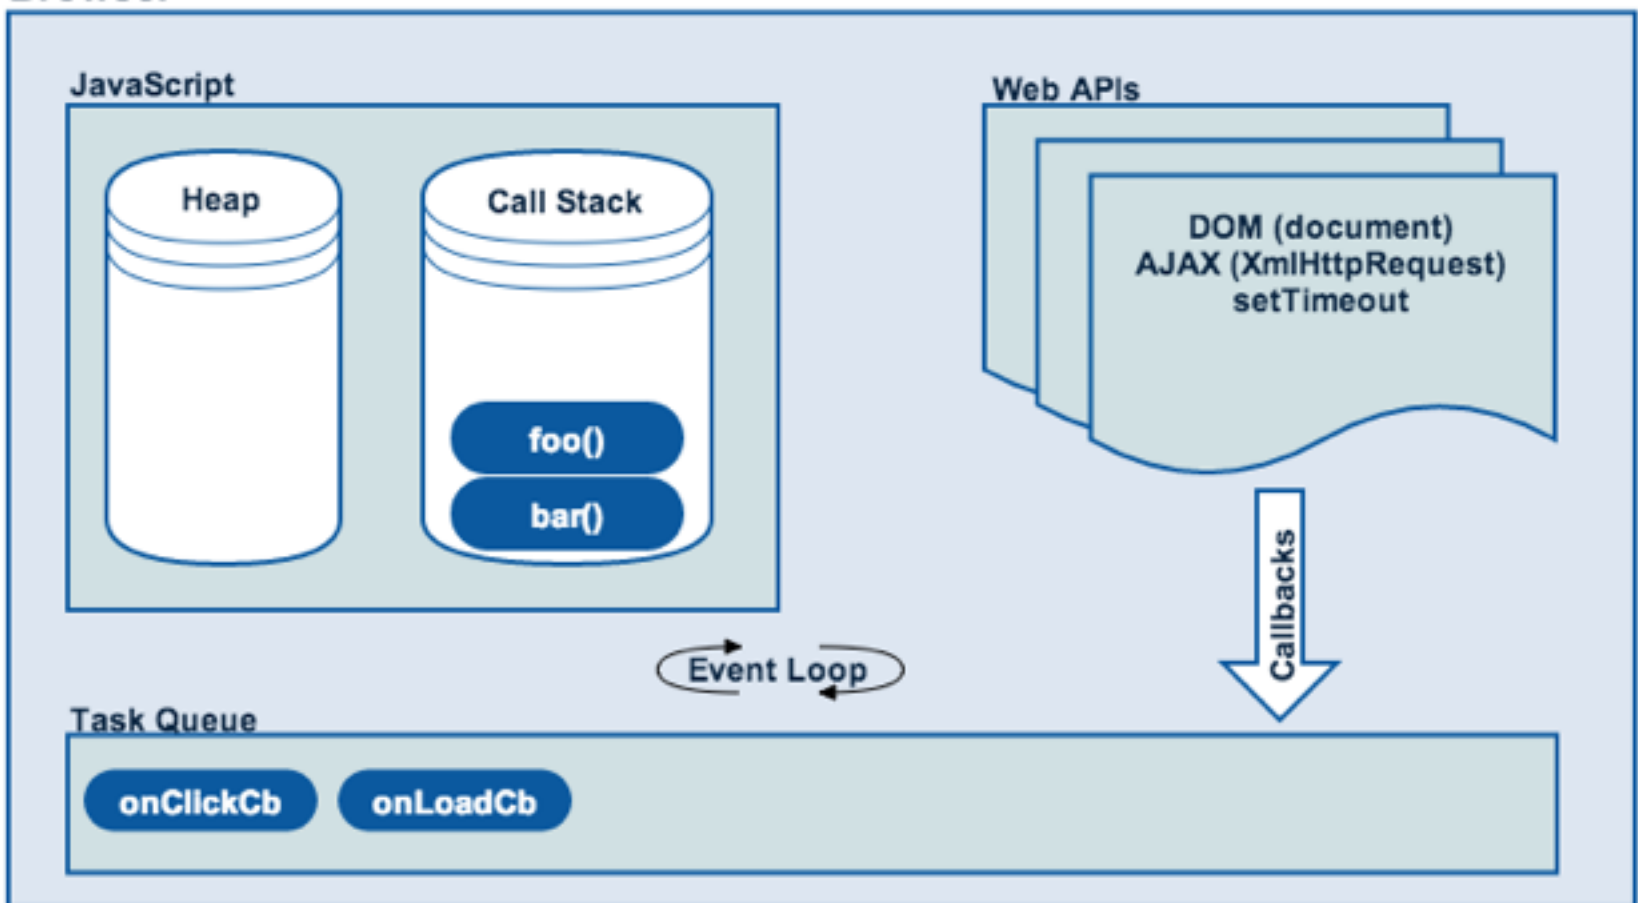 JavaScript
Heap
Call Stack
foo()
bar()
Web APIs
DOM (document)
AJAX (XmlHttpRequest)
setTimeout
Callbacks
Event Loop
Task Queue
onClickCb
onLoadCb